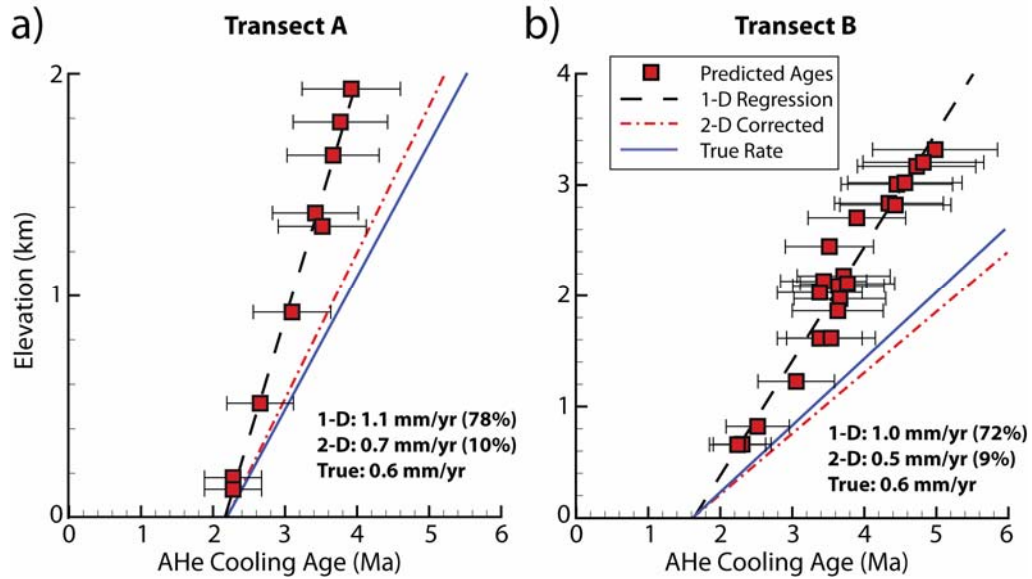 a)
Transect A
2
1
0
Elevation (km)
0
1
2
3
4
5
6
AHe Cooling Age (Ma)
1-D: 1.1 mm/yr (78%)
2-D: 0.7 mm/yr (10%)
True: 0.6 mm/yr
b)
Transect B
Predicted Ages
1-D Regression
2-D Corrected
True Rate
4
3
2
1
0
0
1
2
3
4
5
6
AHe Cooling Age (Ma)
1-D: 1.0 mm/yr (72%)
2-D: 0.5 mm/yr (9%)
True: 0.6 mm/yr